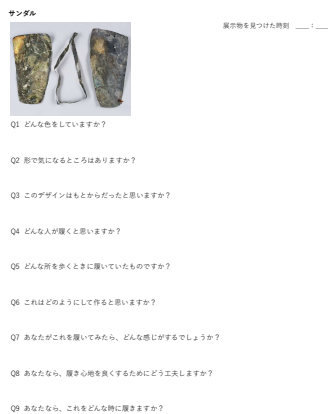 サンダル
展示物を見つけた時刻 ＿＿：＿＿
Q1 どんな色をしていますか？
Q2 形で気になるところはありますか？
Q3 このデザインはもとからだったと思いますか？
Q4 どんな人が履くと思いますか？
Q5 どんな所を歩くときに履いていたものですか？
Q6 これはどのようにして作ると思いますか？
Q7 あなたがこれを履いてみたら、どんな感じがするでしょうか？
Q8 あなたなら、履き心地を良くするためにどう工夫しますか？
Q9 あなたなら、これをどんな時に履きますか？